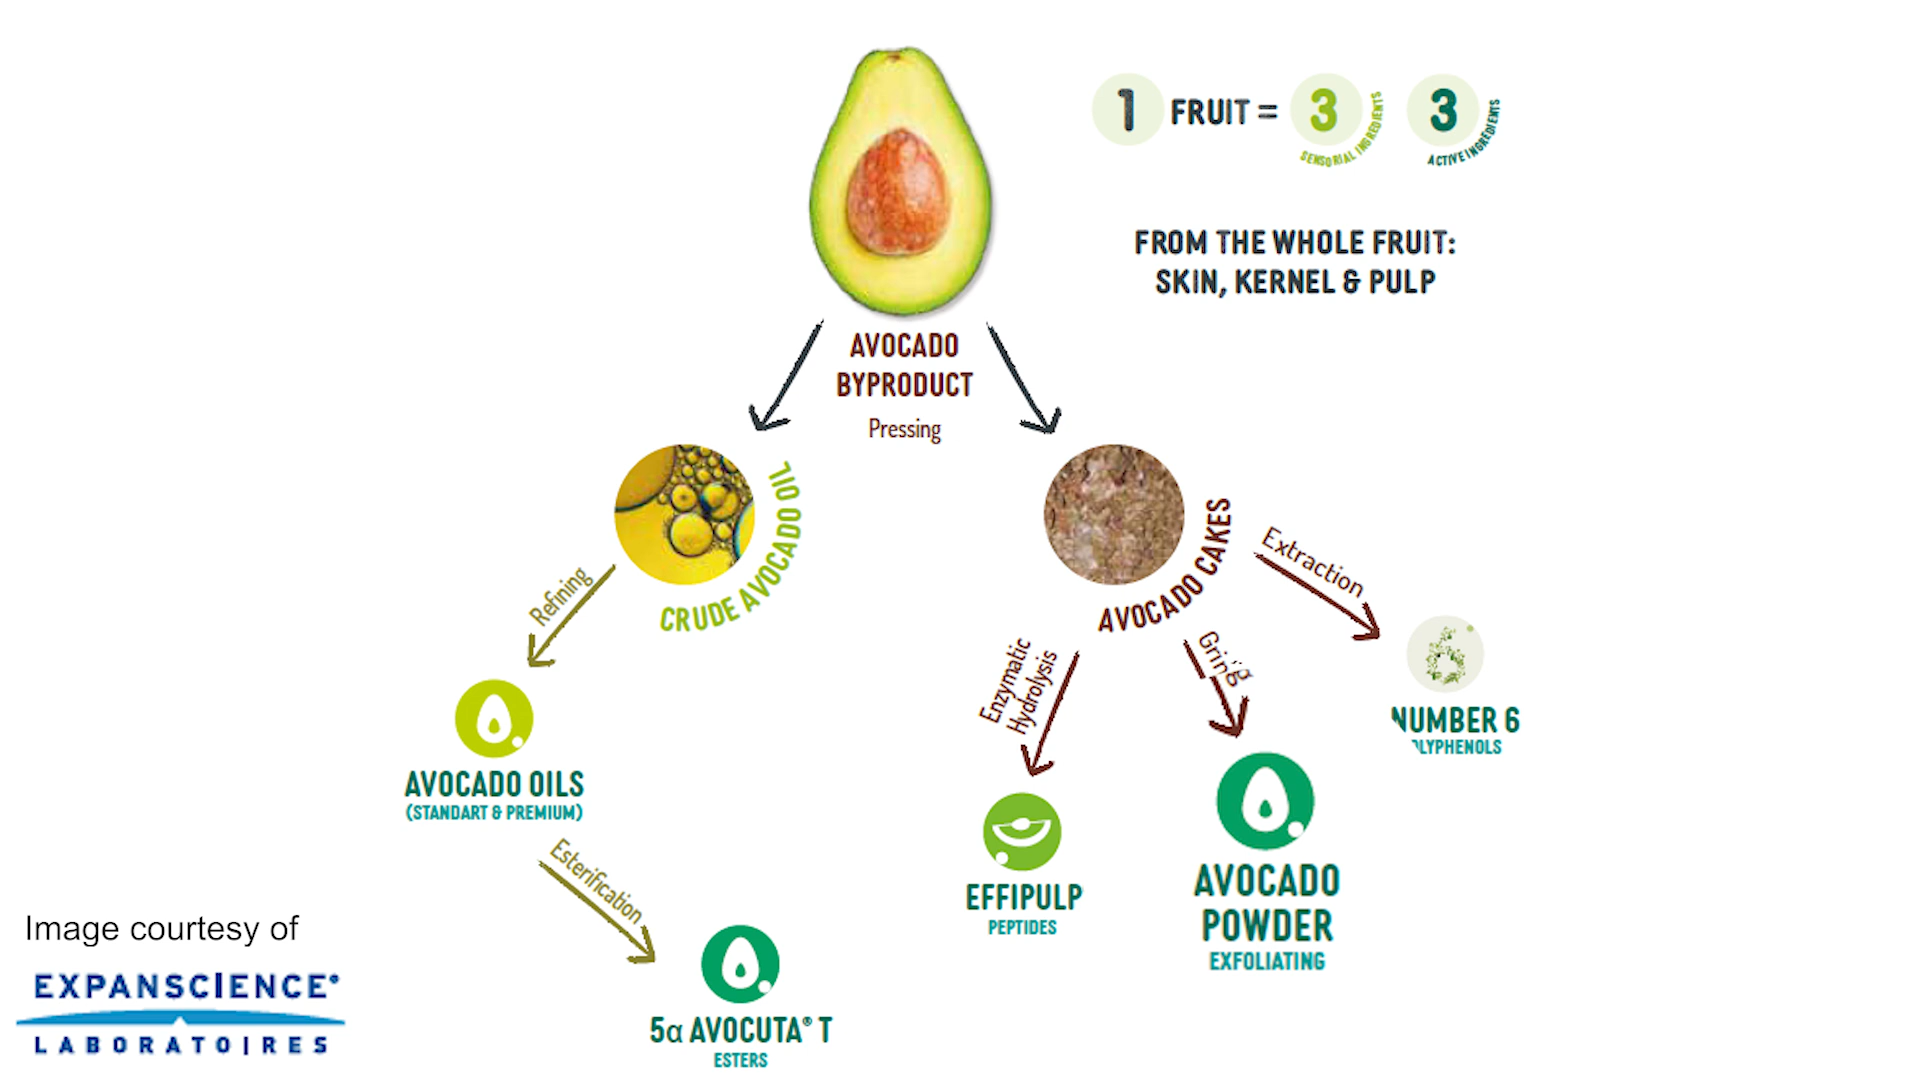 1 FRUIT = 3 SENSORIAL INGREDIENTS 3 ACTIVE INGREDIENTS
FROM THE WHOLE FRUIT:
SKIN, KERNEL & PULP
AVOCADO
BYPRODUCT
Pressing
CRUDE AVOCADO OIL
AVOCADO CAKES
Refining
Extraction
Enzymatic
Hydrolysis
NUMBER 6
AVOCADO OILS
(STANDART & PREMIUM)
Esterification
EFFIPULP
PEPTIDES
AVOCADO
POWDER
EXFOLIATING
5α AVOCUTA® T
ESTERS
Image courtesy of
EXPANSCIENCE®
LABORATOIRES